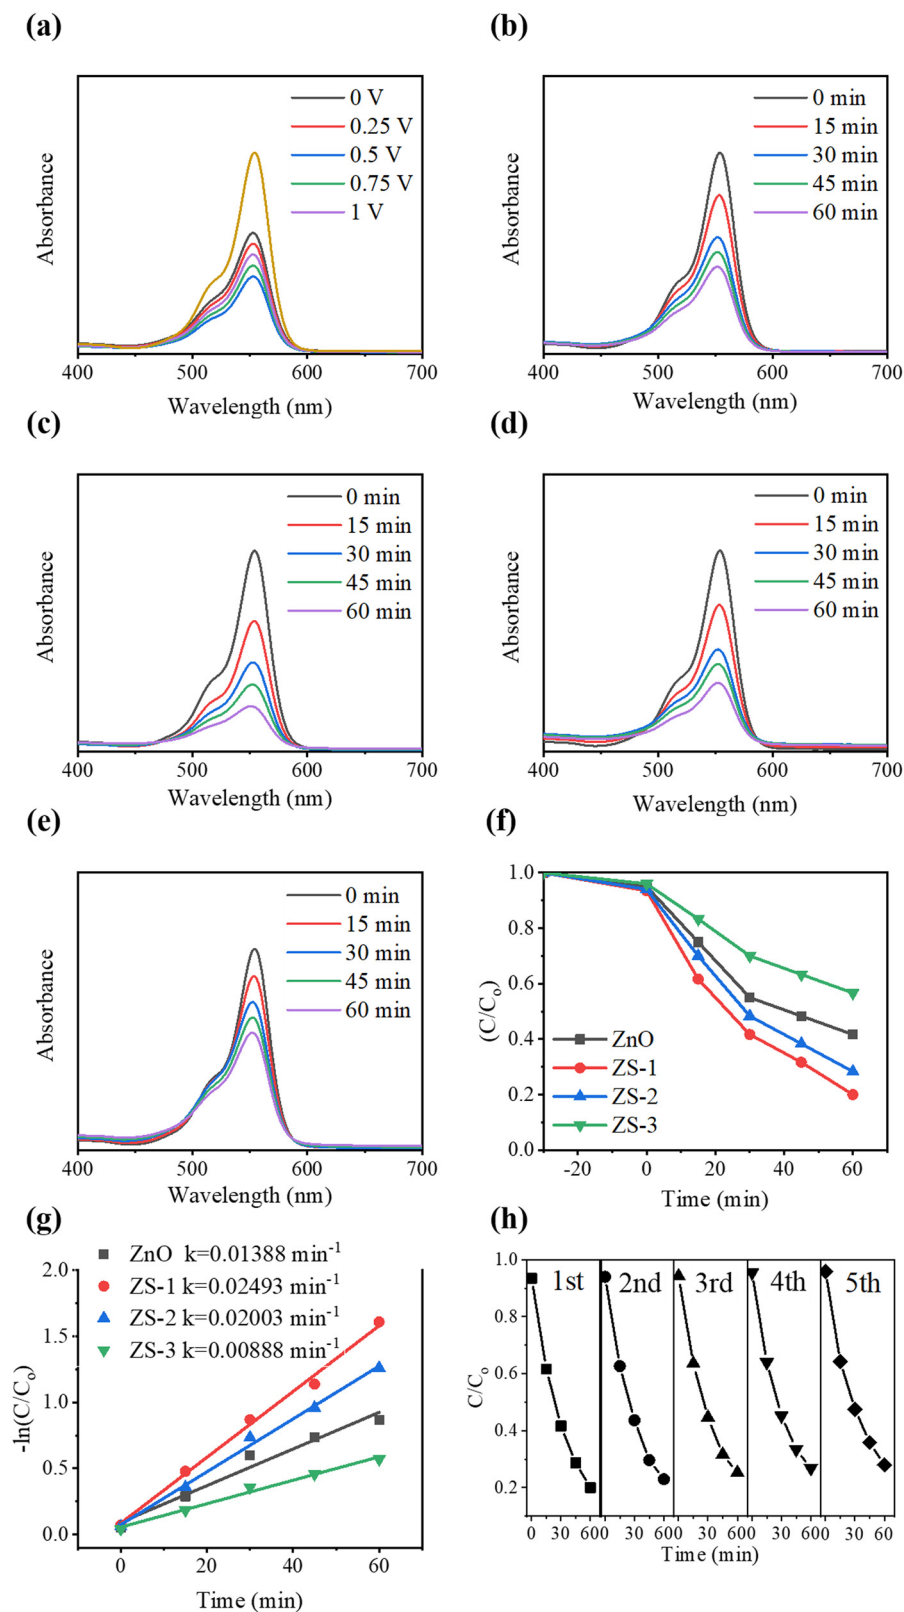 (a)
0 V
0.25 V
0.5 V
0.75 V
1 V
Absorbance
400 500 600 700
Wavelength (nm)
(b)
0 min
15 min
30 min
45 min
60 min
Absorbance
400 500 600 700
Wavelength (nm)
(c)
0 min
15 min
30 min
45 min
60 min
Absorbance
400 500 600 700
Wavelength (nm)
(d)
0 min
15 min
30 min
45 min
60 min
Absorbance
400 500 600 700
Wavelength (nm)
(e)
0 min
15 min
30 min
45 min
60 min
Absorbance
400 500 600 700
Wavelength (nm)
(f)
1.0
0.8
0.6
0.4
0.2
0.0
(C/Co)
ZnO
ZS-1
ZS-2
ZS-3
-20 0 20 40 60
Time (min)
(g)
ZnO k=0.01388 min-1
ZS-1 k=0.02493 min-1
ZS-2 k=0.02003 min-1
ZS-3 k=0.00888 min-1
2.0
1.5
1.0
0.5
0.0
-ln(C/Co)
0 20 40 60
Time (min)
(h)
1.0
0.8
0.6
0.4
0.2
C/Co
1st 2nd 3rd 4th 5th
0 30 600 30 600 30 600 30 600 30 60
Time (min)